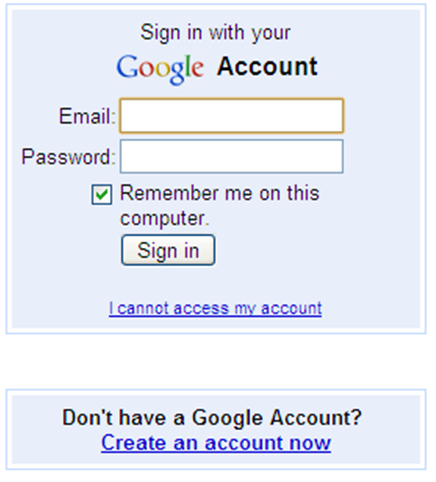 Sign in with your
Google Account
Email:
Password:
Remember me on this
computer.
Sign in
I cannot access my account
Don't have a Google Account?
Create an account now